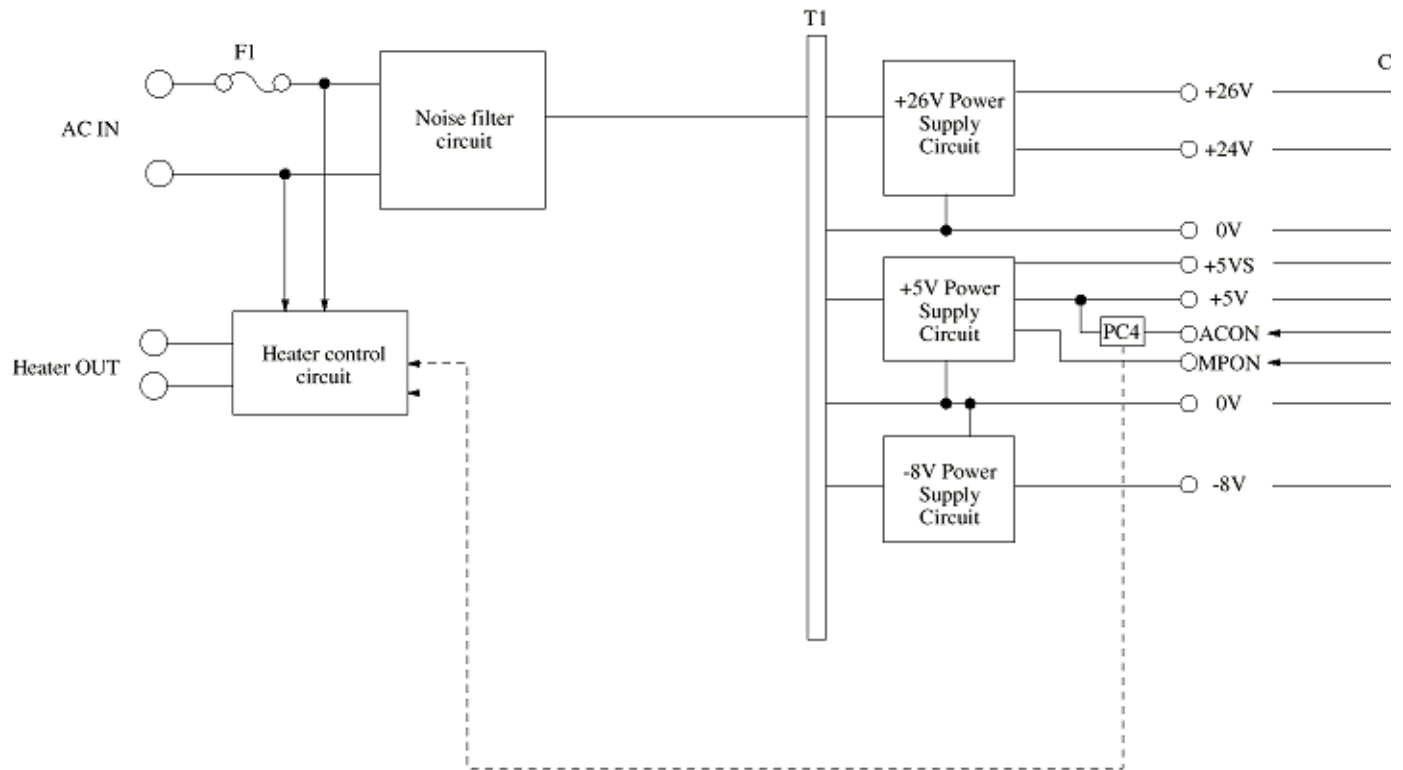 T1
F1
C
AC IN
Noise filter
circuit
+26V Power
Supply
Circuit
+26V
+24V
0V
+5V Power
Supply
Circuit
+5VS
+5V
PC4
ACON
MPON
0V
Heater OUT
Heater control
circuit
-8V Power
Supply
Circuit
-8V